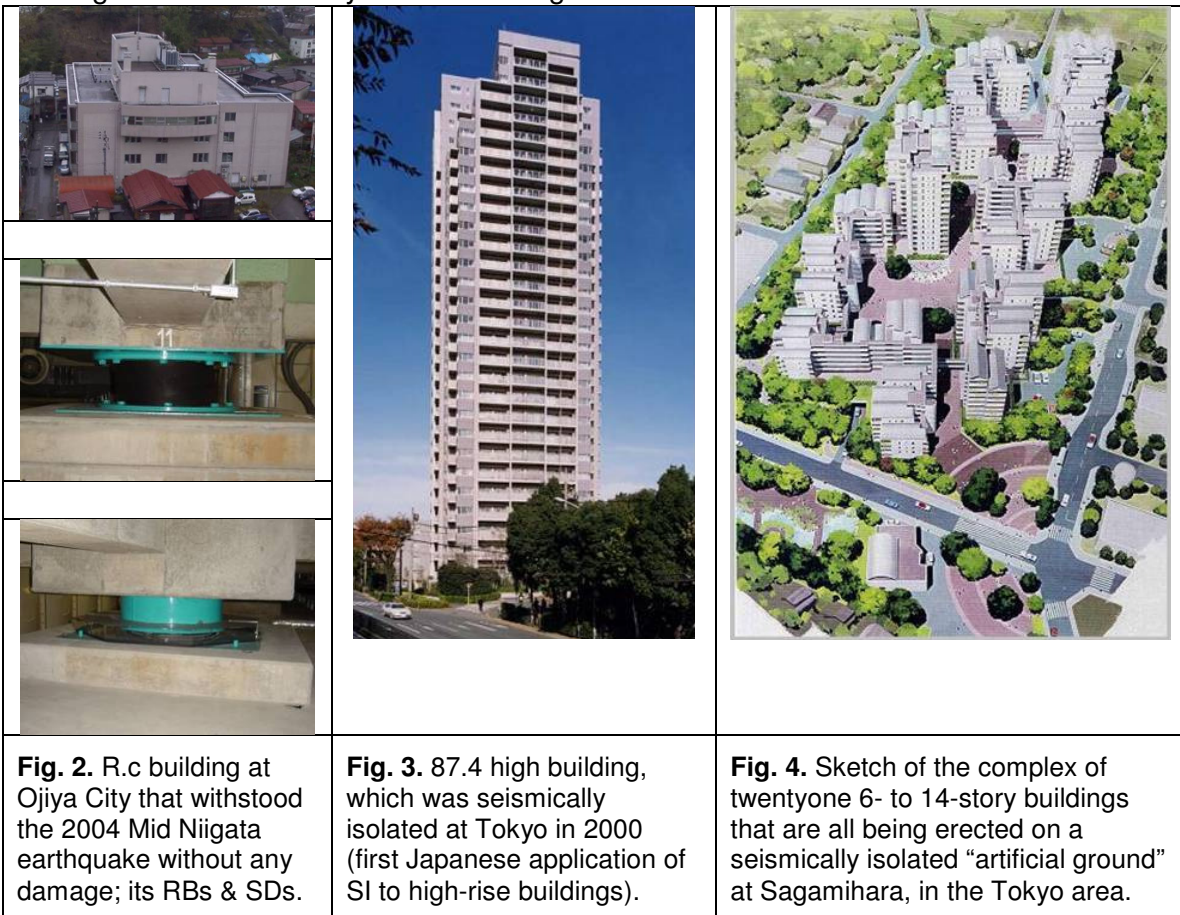 11
Fig. 2. R.c building at
Ojiya City that withstood
the 2004 Mid Niigata
earthquake without any
damage; its RBs & SDs.
Fig. 3. 87.4 high building,
which was seismically
isolated at Tokyo in 2000
(first Japanese application of
SI to high-rise buildings).
Fig. 4. Sketch of the complex of
twentyone 6- to 14-story buildings
that are all being erected on a
seismically isolated “artificial ground”
at Sagamihara, in the Tokyo area.